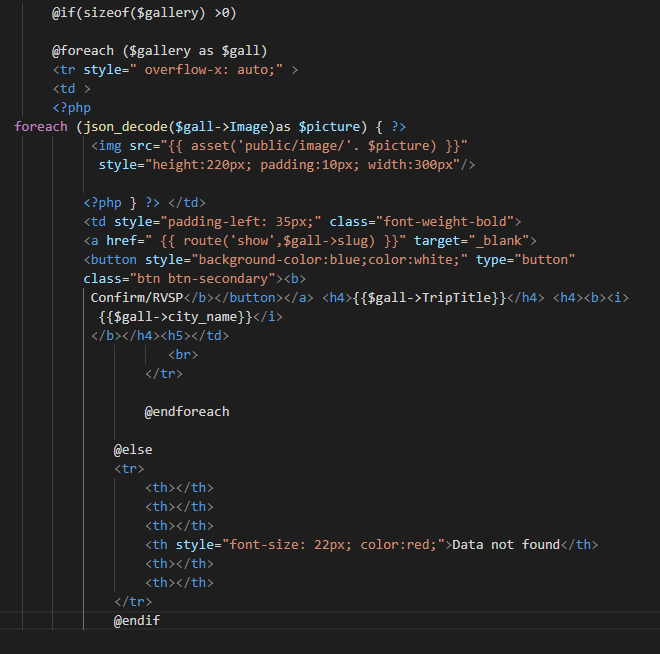 @if(sizeof($gallery) >0)
@foreach ($gallery as $gall)
<tr style=" overflow-x: auto;" >
<td >
<?php
foreach (json_decode($gall->Image)as $picture) { ?>
<img src="{{ asset('public/image/'. $picture) }}"
style="height:220px; padding:10px; width:300px"/>
<?php } ?> </td>
<td style="padding-left: 35px;" class="font-weight-bold">
<a href=" {{ route('show',$gall->slug) }}" target="_blank">
<button style="background-color:blue;color:white;" type="button"
class="btn btn-secondary"><b>
Confirm/RVSP</b></button></a> <h4>{{$gall->TripTitle}}</h4> <h4><b><i>
{{$gall->city_name}}</i>
</b></h4><h5></td>
<br>
</tr>
@endforeach
@else
<tr>
<th></th>
<th></th>
<th></th>
<th style="font-size: 22px; color:red;">Data not found</th>
<th></th>
<th></th>
</tr>
@endif